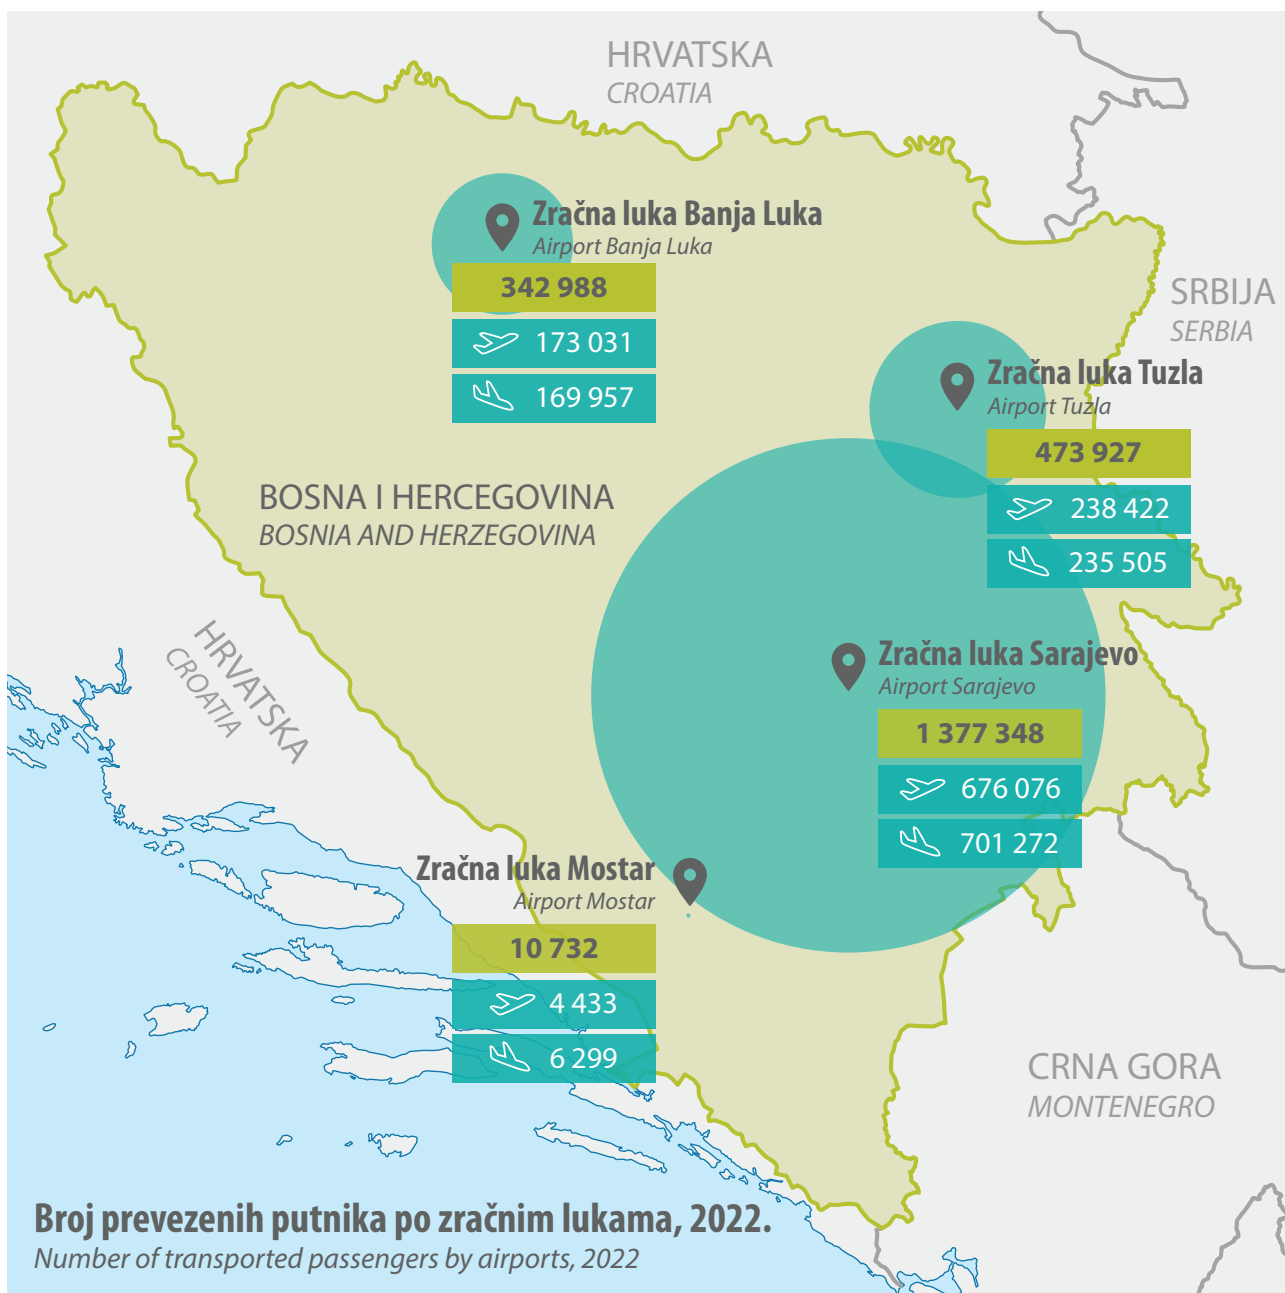 HRVATSKA
CROATIA
Zračna luka Banja Luka
Airport Banja Luka
342 988
173 031
169 957
SRBIJA
SERBIA
Zračna luka Tuzla
Airport Tuzla
473 927
238 422
235 505
BOSNA I HERCEGOVINA
BOSNIA AND HERZEGOVINA
HRVATSKA
CROATIA
Zračna luka Sarajevo
Airport Sarajevo
1 377 348
676 076
701 272
Zračna luka Mostar
Airport Mostar
10 732
4 433
6 299
CRNA GORA
MONTENEGRO
Broj prevezenih putnika po zračnim lukama, 2022.
Number of transported passengers by airports, 2022